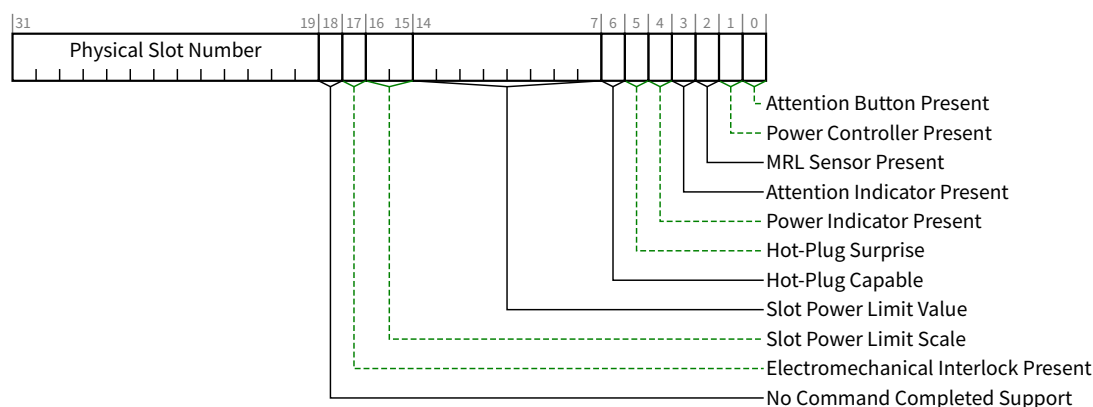 31 19 18 17 16 15 14 7 6 5 4 3 2 1 0
Physical Slot Number
Attention Button Present
Power Controller Present
MRL Sensor Present
Attention Indicator Present
Power Indicator Present
Hot-Plug Surprise
Hot-Plug Capable
Slot Power Limit Value
Slot Power Limit Scale
Electromechanical Interlock Present
No Command Completed Support